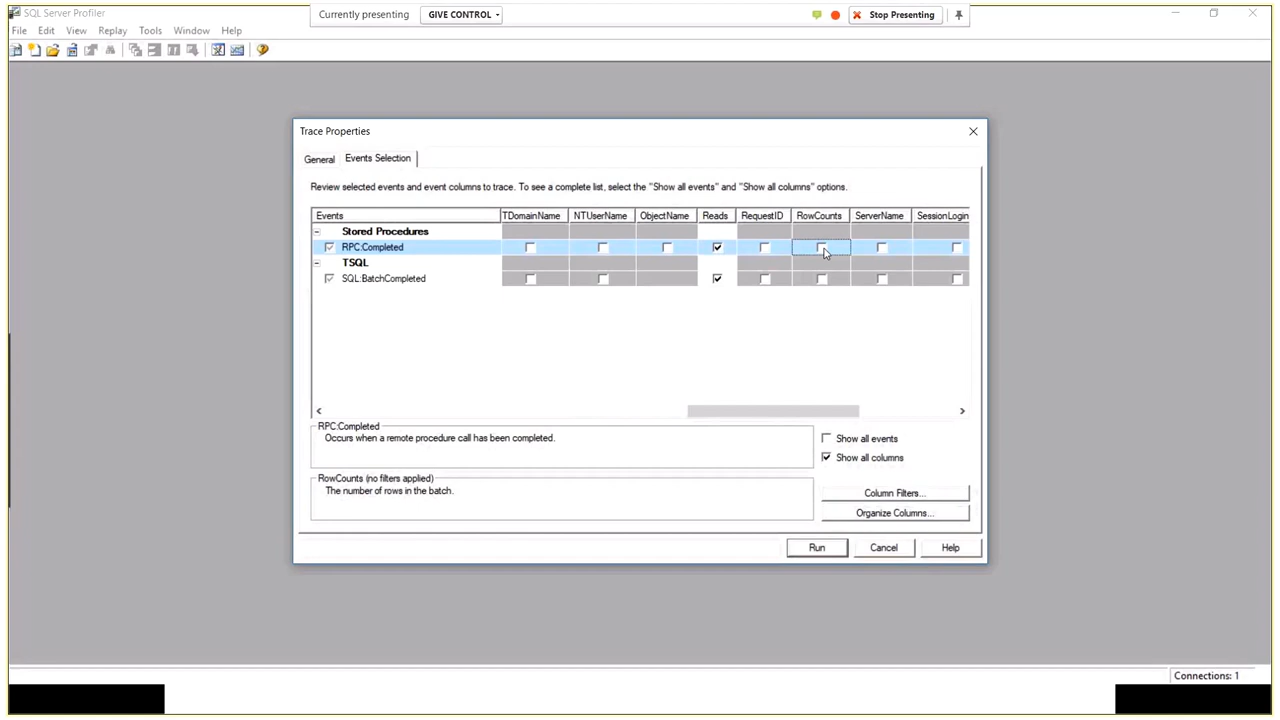 SQL Server Profiler
Currently presenting GIVE CONTROL Stop Presenting
File Edit View Replay Tools Window Help
Trace Properties
General Events Selection
Review selected events and event columns to trace. To see a complete list, select the "Show all events" and "Show all columns" options.
Events TDomainName NTUserName ObjectName Reads RequestID RowCounts ServerName SessionLogin
Stored Procedures
RPC:Completed
TSQL
SQL:BatchCompleted
RPC:Completed
Occurs when a remote procedure call has been completed.
Show all events
Show all columns
RowCounts (no filters applied)
The number of rows in the batch.
Column Filters...
Organize Columns...
Run Cancel Help
Connections: 1